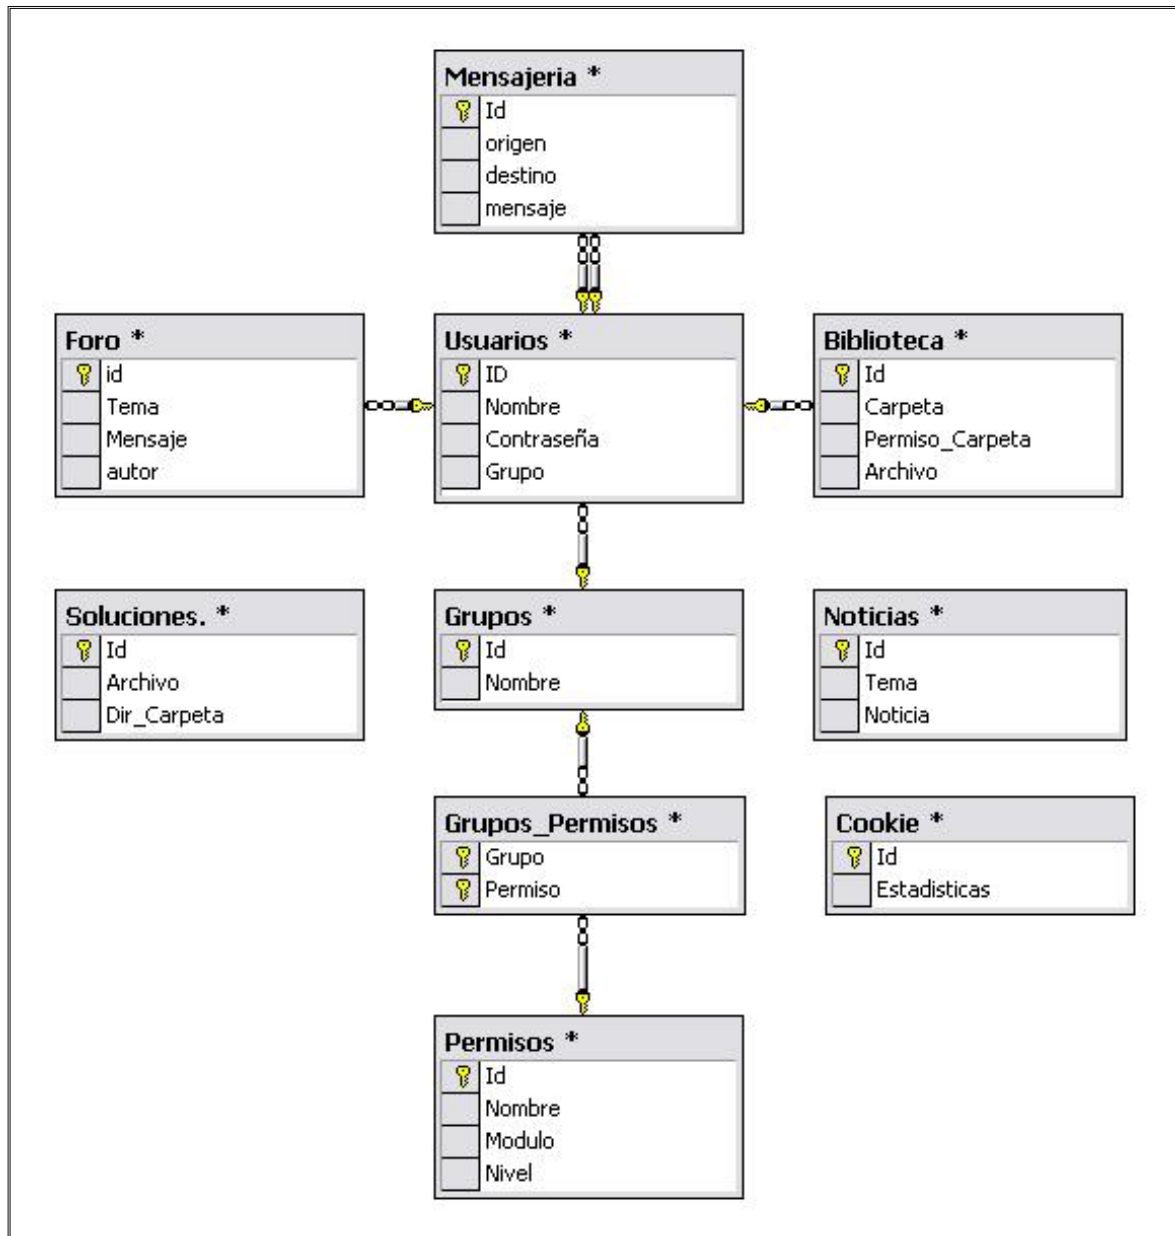 Mensajeria *
Id
origen
destino
mensaje
Foro *
id
Tema
Mensaje
autor
Usuarios *
ID
Nombre
Contraseña
Grupo
Biblioteca *
Id
Carpeta
Permiso_Carpeta
Archivo
Soluciones. *
Id
Archivo
Dir_Carpeta
Grupos *
Id
Nombre
Noticias *
Id
Tema
Noticia
Grupos_Permisos *
Grupo
Permiso
Cookie *
Id
Estadisticas
Permisos *
Id
Nombre
Modulo
Nivel